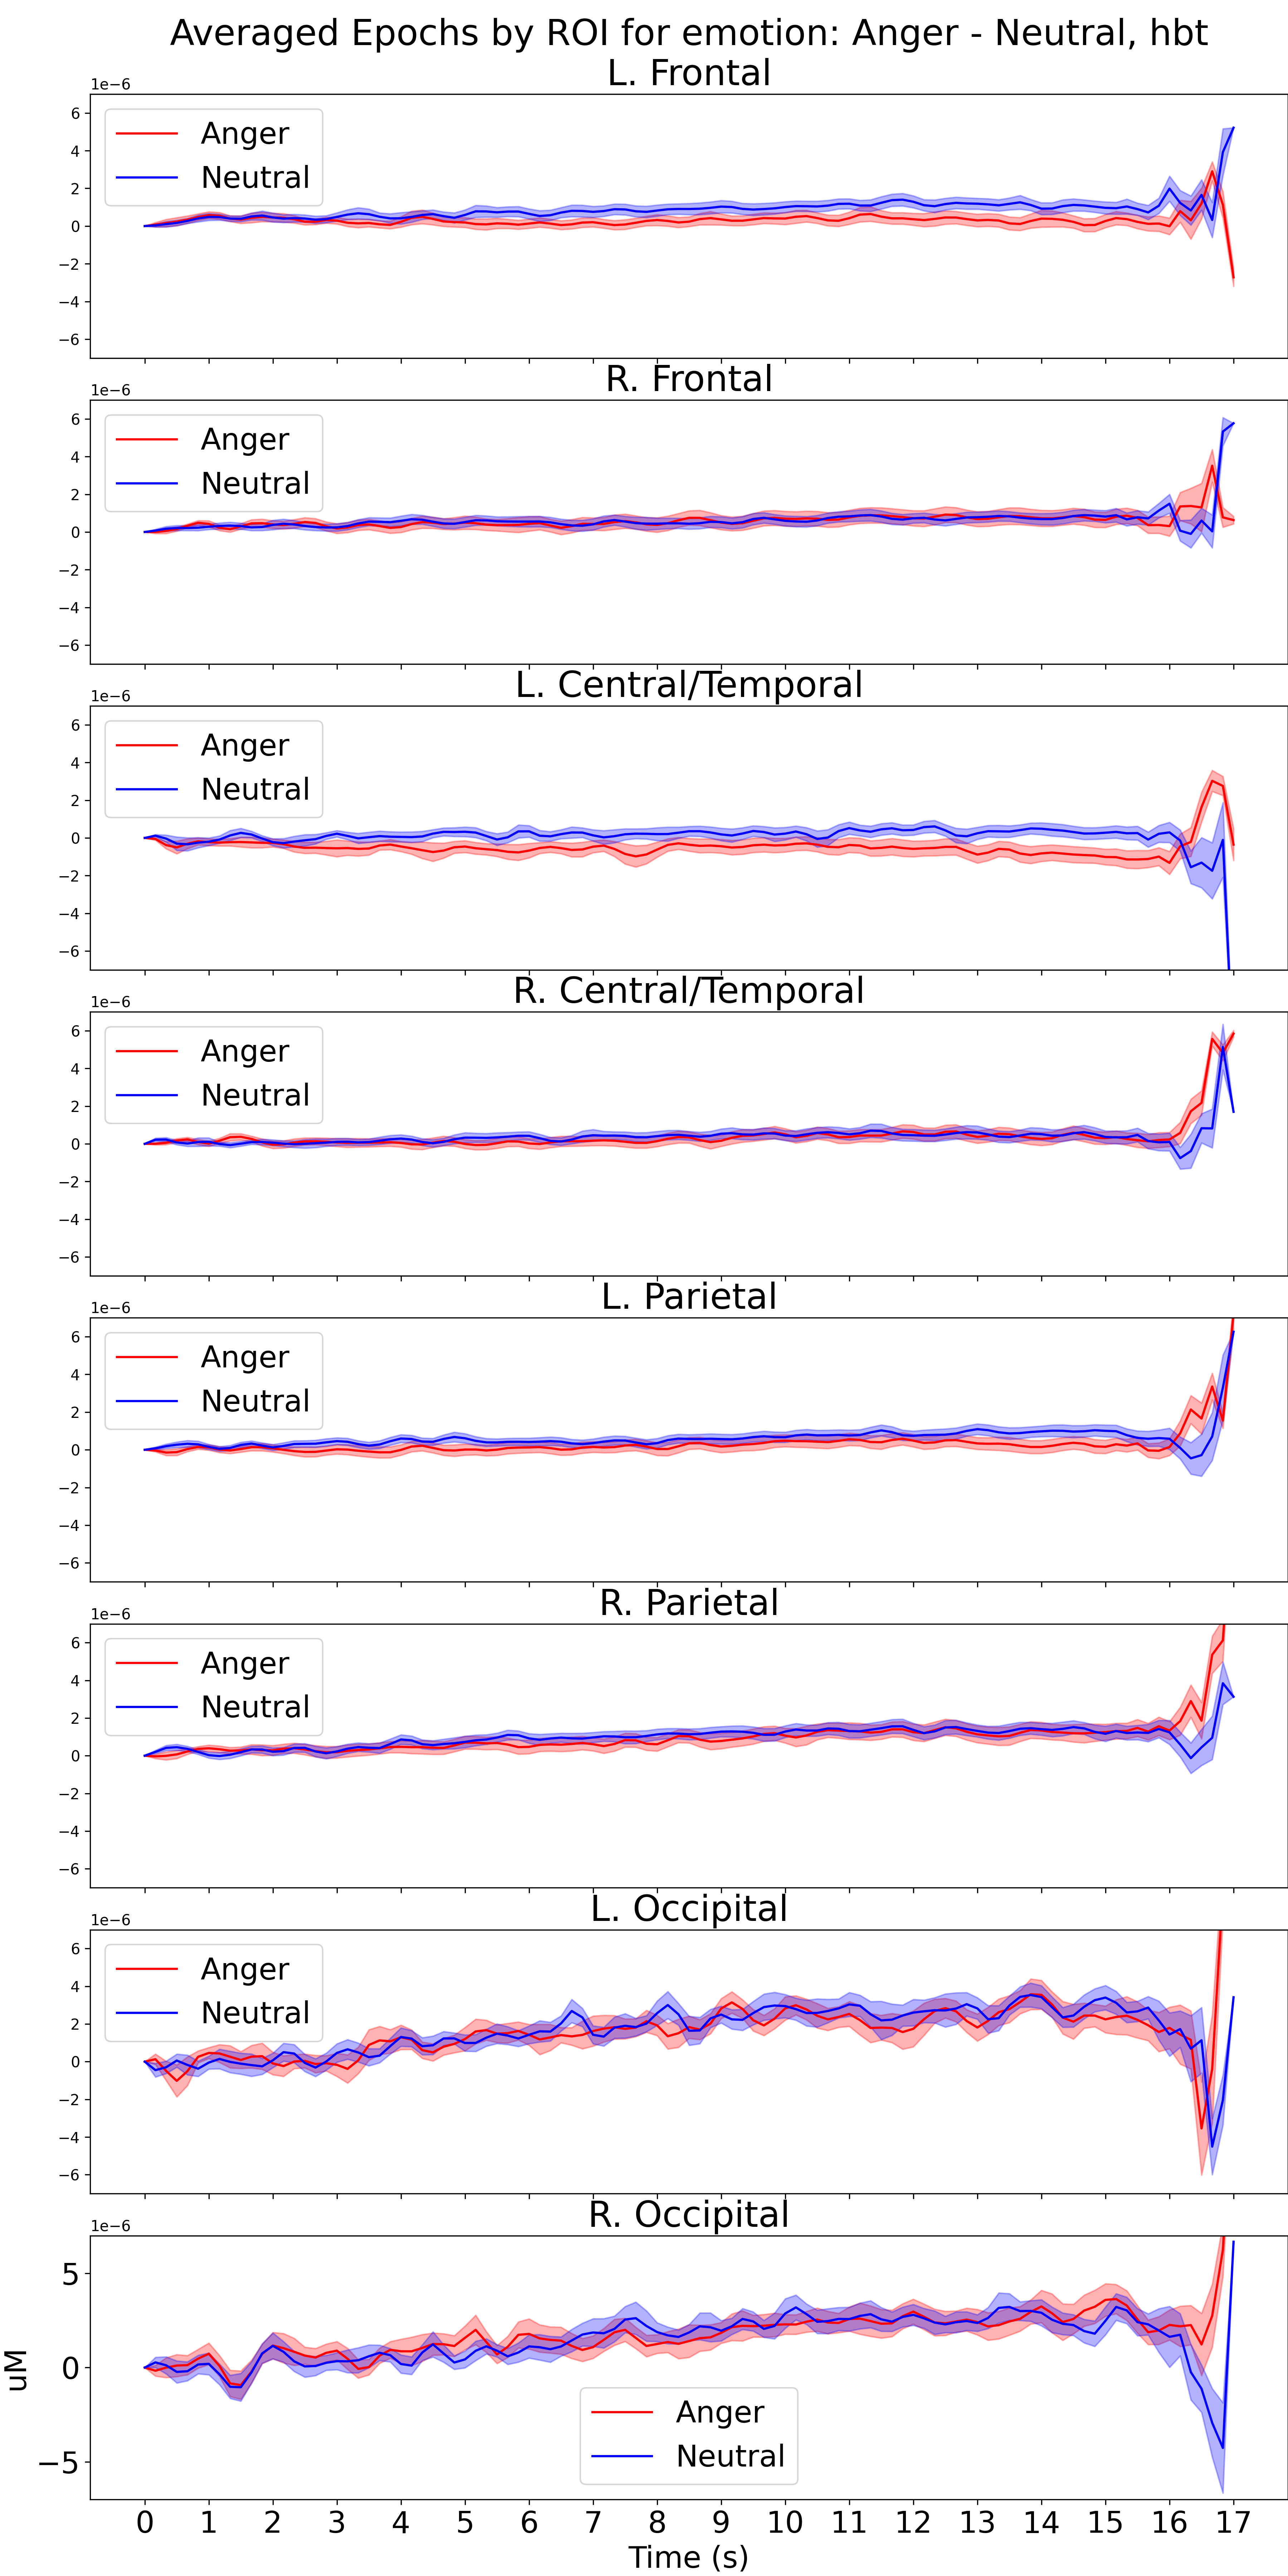 Averaged Epochs by ROI for emotion: Anger - Neutral, hbt
L. Frontal
1e−6
6
4
2
0
−2
−4
−6
Anger
Neutral
R. Frontal
1e−6
6
4
2
0
−2
−4
−6
Anger
Neutral
L. Central/Temporal
1e−6
6
4
2
0
−2
−4
−6
Anger
Neutral
R. Central/Temporal
1e−6
6
4
2
0
−2
−4
−6
Anger
Neutral
L. Parietal
1e−6
6
4
2
0
−2
−4
−6
Anger
Neutral
R. Parietal
1e−6
6
4
2
0
−2
−4
−6
Anger
Neutral
L. Occipital
1e−6
6
4
2
0
−2
−4
−6
Anger
Neutral
R. Occipital
1e−6
5
0
−5
uM
Anger
Neutral
0 1 2 3 4 5 6 7 8 9 10 11 12 13 14 15 16 17
Time (s)